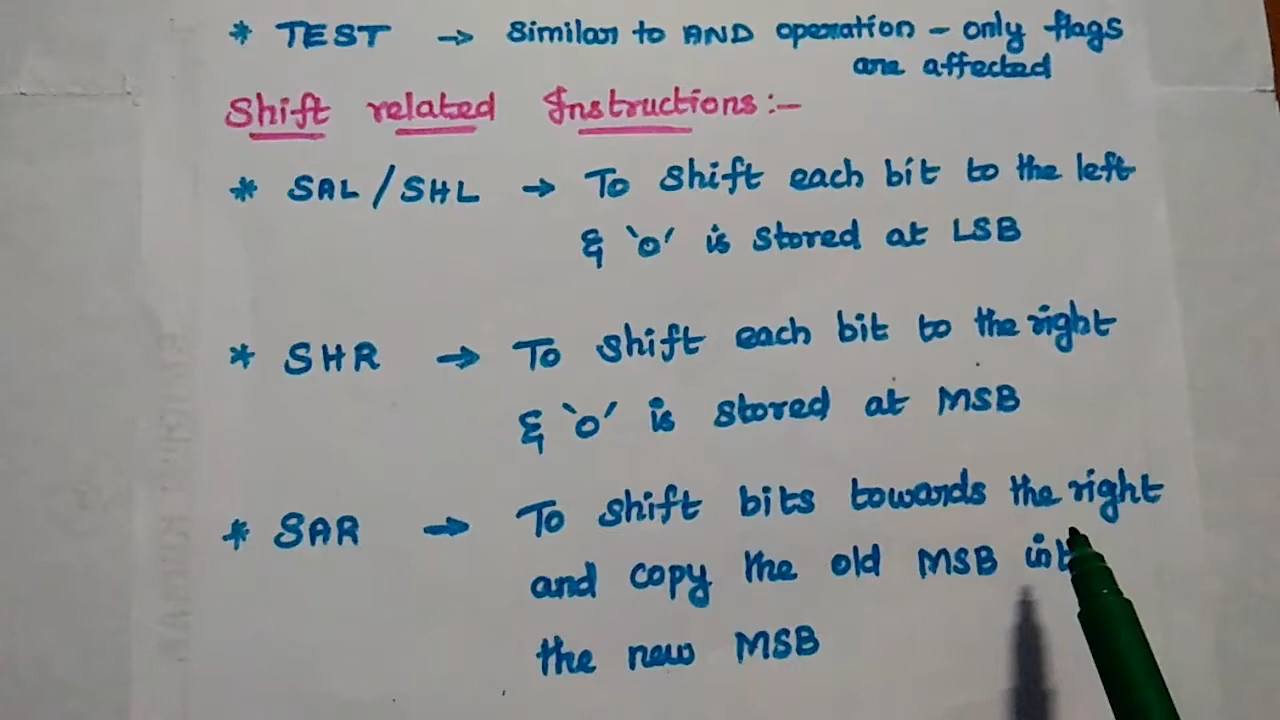 * TEST → Similar to AND operation - only flags
are affected
Shift related Instructions:-
* SAL/SHL → To shift each bit to the left
& 'o' is stored at LSB
* SHR → To shift each bit to the right
& 'o' is stored at MSB
* SAR → To shift bits towards the right
and copy the old MSB
the new MSB